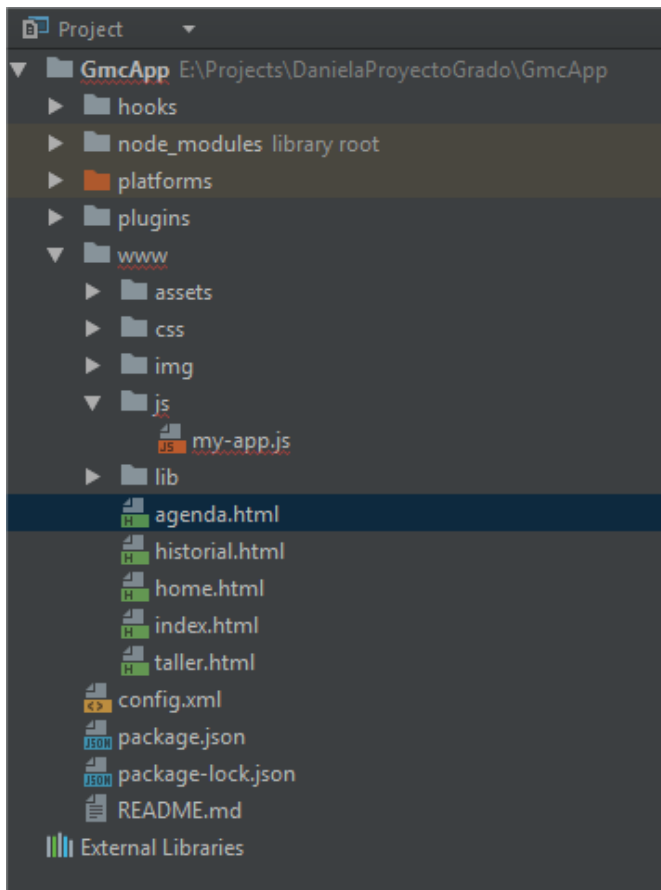 Project
GmcApp E:\Projects\DanielaProyectoGrado\GmcApp
hooks
node_modules library root
platforms
plugins
www
assets
css
img
js
JS my-app.js
lib
H agenda.html
H historial.html
H home.html
H index.html
H taller.html
<> config.xml
JSON package.json
JSON package-lock.json
README.md
External Libraries